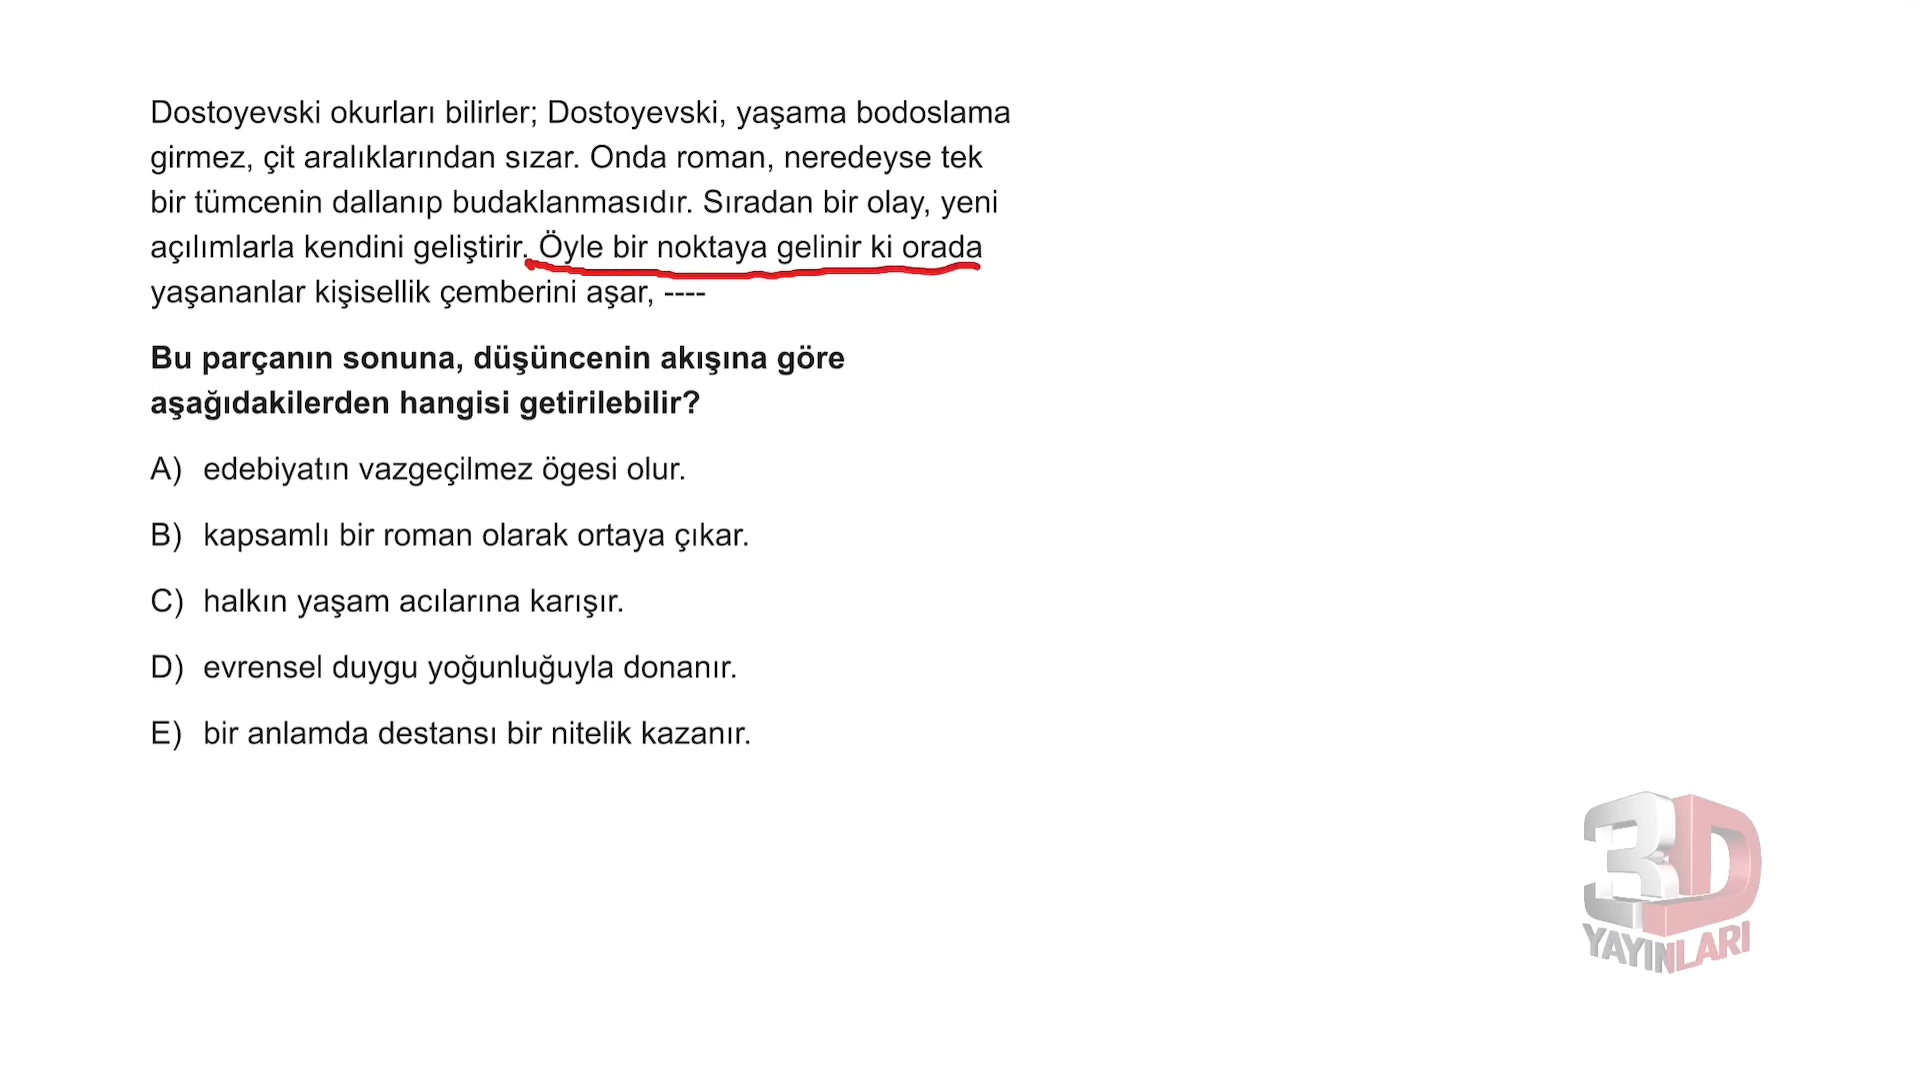 Dostoyevski okurları bilirler; Dostoyevski, yaşama bodoslama
girmez, çit aralıklarından sızar. Onda roman, neredeyse tek
bir tümcenin dallanıp budaklanmasıdır. Sıradan bir olay, yeni
açılımlarla kendini geliştirir. Öyle bir noktaya gelinir ki orada
yaşananlar kişisellik çemberini aşar, ----
Bu parçanın sonuna, düşüncenin akışına göre
aşağıdakilerden hangisi getirilebilir?
A) edebiyatın vazgeçilmez ögesi olur.
B) kapsamlı bir roman olarak ortaya çıkar.
C) halkın yaşam acılarına karışır.
D) evrensel duygu yoğunluğuyla donanır.
E) bir anlamda destansı bir nitelik kazanır.
3D
YAYINLARI